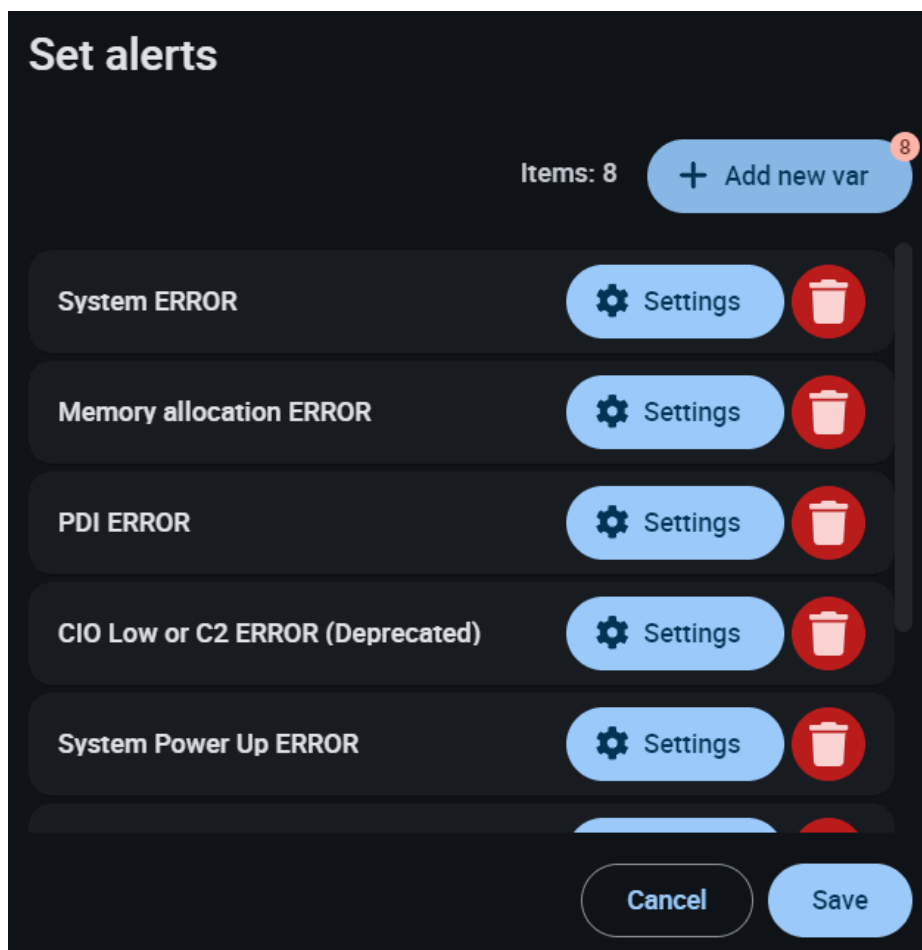 Set alerts
8
Items: 8
Add new var
System ERROR
Settings
Memory allocation ERROR
Settings
PDI ERROR
Settings
CIO Low or C2 ERROR (Deprecated)
Settings
System Power Up ERROR
Settings
Cancel
Save